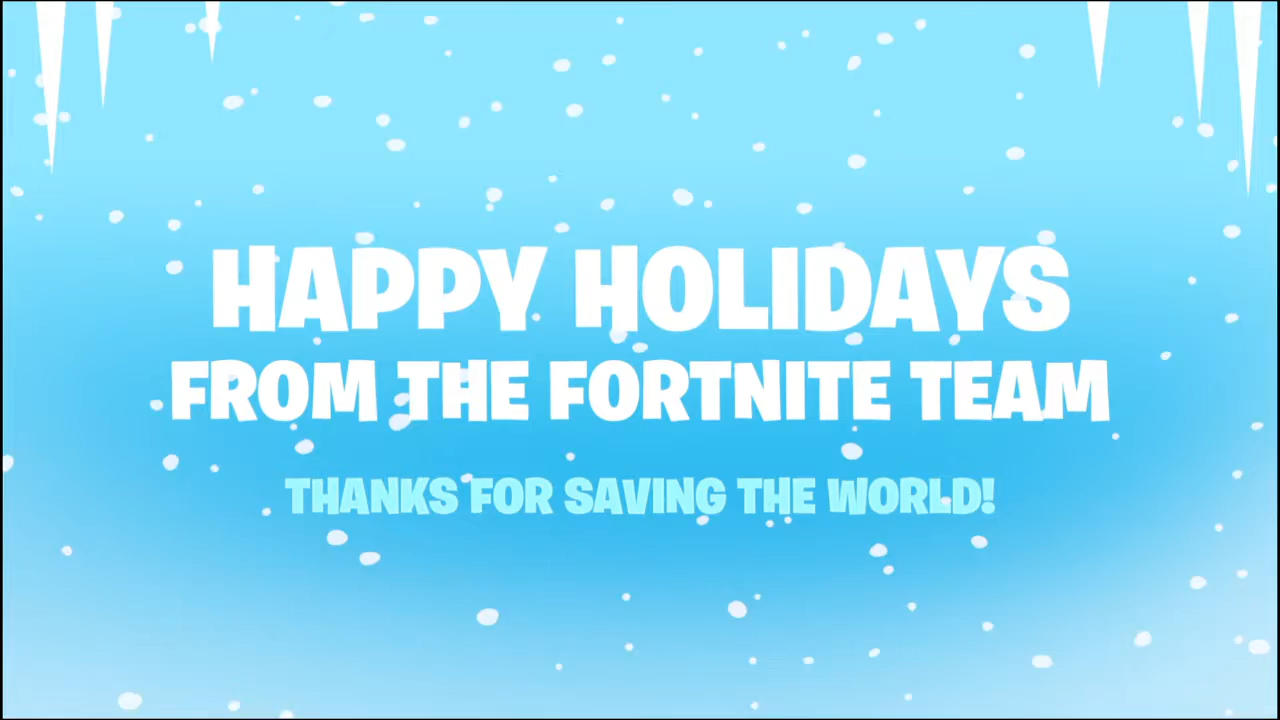 HAPPY HOLIDAYS
FROM THE FORTNITE TEAM
THANKS FOR SAVING THE WORLD!